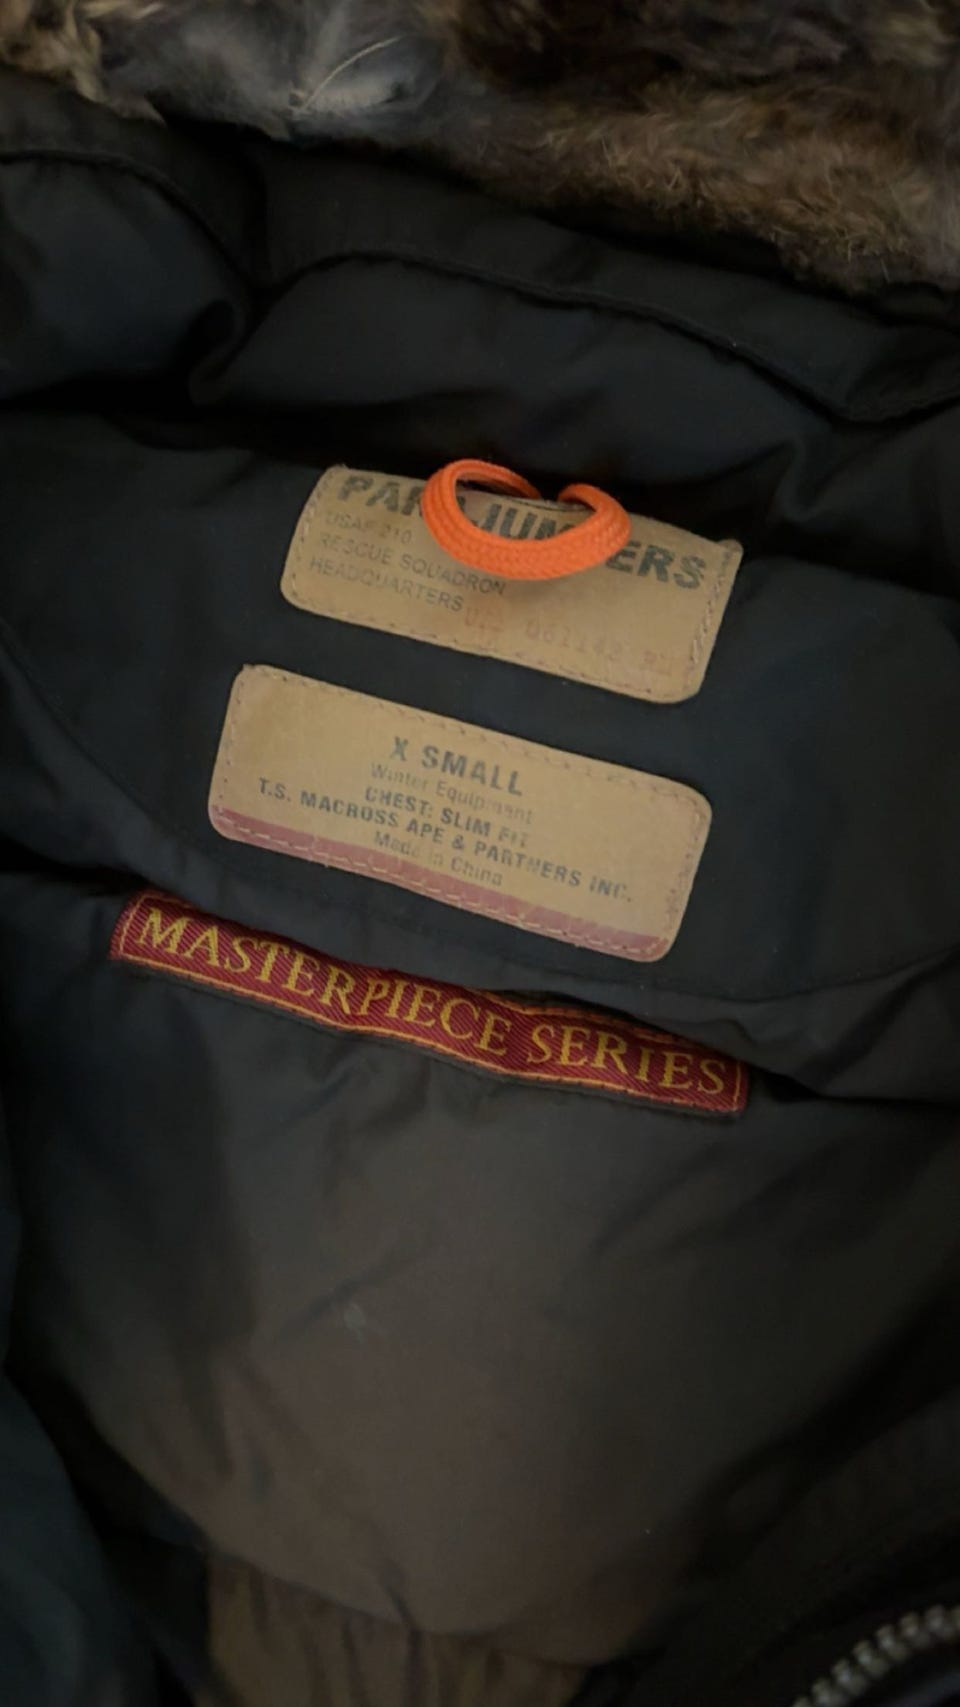 USAF 210
RESCUE SQUADRON
HEADQUARTERS
X SMALL
Winter Equipment
CHEST: SLIM FIT
T.S. MACROSS APE & PARTNERS INC.
Made in China
MASTERPIECE SERIES